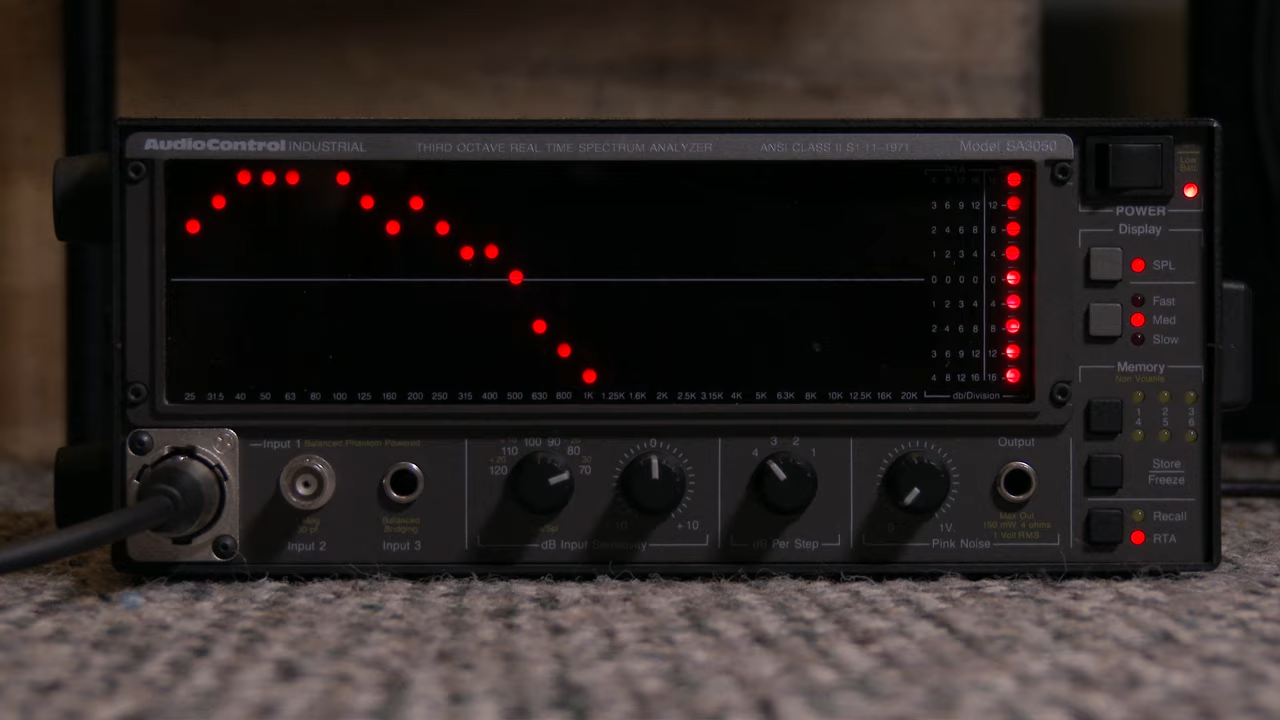 AudioControl INDUSTRIAL THIRD OCTAVE REAL TIME SPECTRUM ANALYZER ANSI CLASS II S1.11-1971 Model SA3050
Low
Batt
POWER
Display
SPL
Fast
Med
Slow
3 6 9 12 12
2 4 6 8 8
1 2 3 4 4
0 0 0 0 0
1 2 3 4 4
2 4 6 8 8
3 6 9 12 12
4 8 12 16 16
25 31.5 40 50 63 80 100 125 160 200 250 315 400 500 630 800 1K 1.25K 1.6K 2K 2.5K 3.15K 4K 5K 6.3K 8K 10K 12.5K 16K 20K db/Division
Memory
Non Volatile
1 2 3
4 5 6
Store
Freeze
Recall
RTA
Input 1 Balanced Phantom Powered
Input 2
Balanced
Bridging
Input 3
120 110 100 90 80 70
0
+10
dB Input Sensitivity
4 3 2 1
dB Per Step
0 1V.
Pink Noise
Output
Max Out
150 mW. 4 ohms
1 Volt RMS